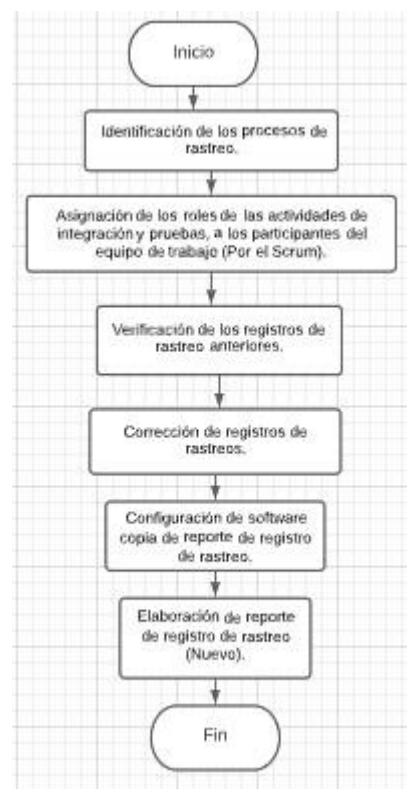 Inicio
Identificación de los procesos de
rastreo.
Asignación de los roles de las actividades de
integración y pruebas, a los participantes del
equipo de trabajo (Por el Scrum).
Verificación de los registros de
rastreo anteriores.
Corrección de registros de
rastreos.
Configuración de software
copia de reporte de registro
de rastreo.
Elaboración de reporte
de registro de rastreo
(Nuevo).
Fin